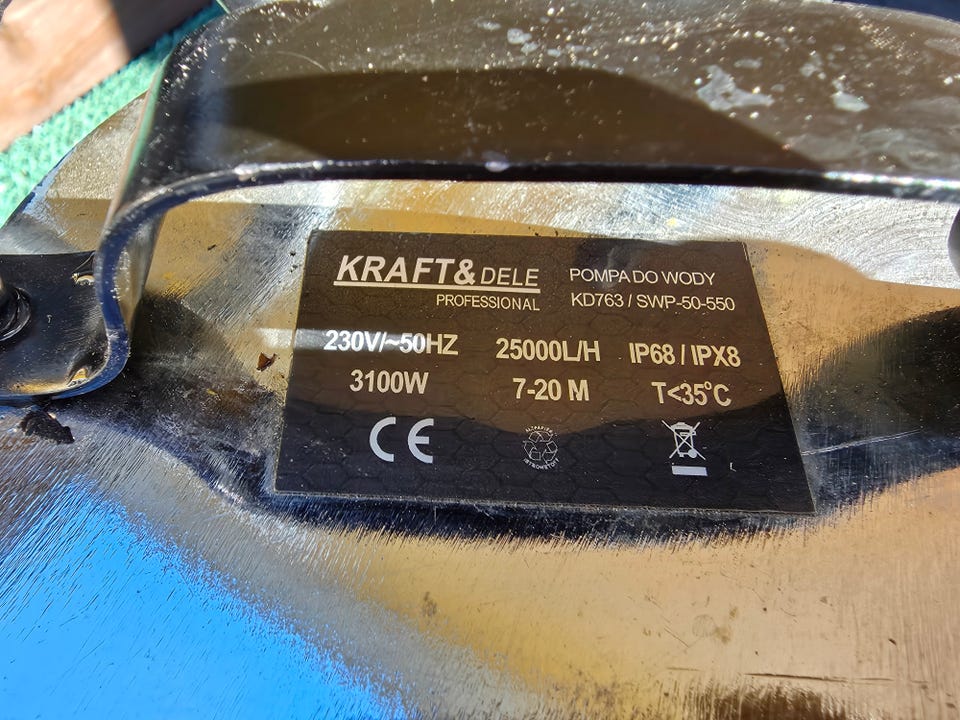 KRAFT& DELE
PROFESSIONAL
POMPA DO WODY
KD763 / SWP-50-550
230V/~50HZ
25000L/H
IP68 / IPX8
3100W
7-20 M
T<35°C
CE
ALTPAPIER